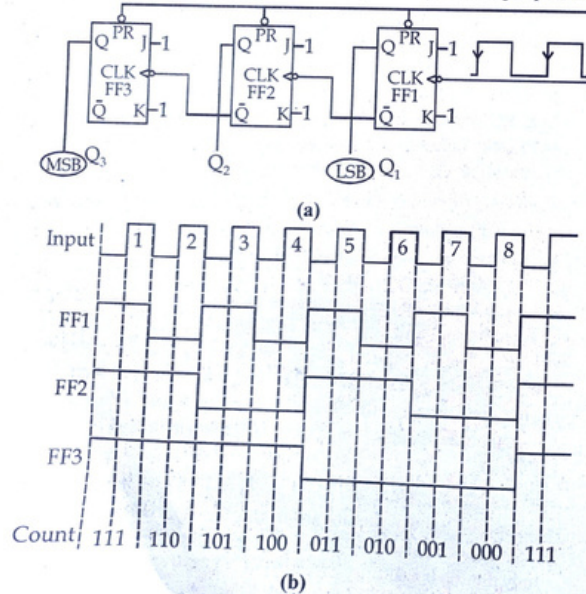 PR PR PR
Q J-1 Q J-1 Q J-1
CLK CLK CLK
FF3 FF2 FF1
Q̄ K-1 Q̄ K-1 Q̄ K-1
MSB Q₃ Q₂ LSB Q₁
(a)
Input 1 2 3 4 5 6 7 8
FF1
FF2
FF3
Count 111 110 101 100 011 010 001 000 111
(b)